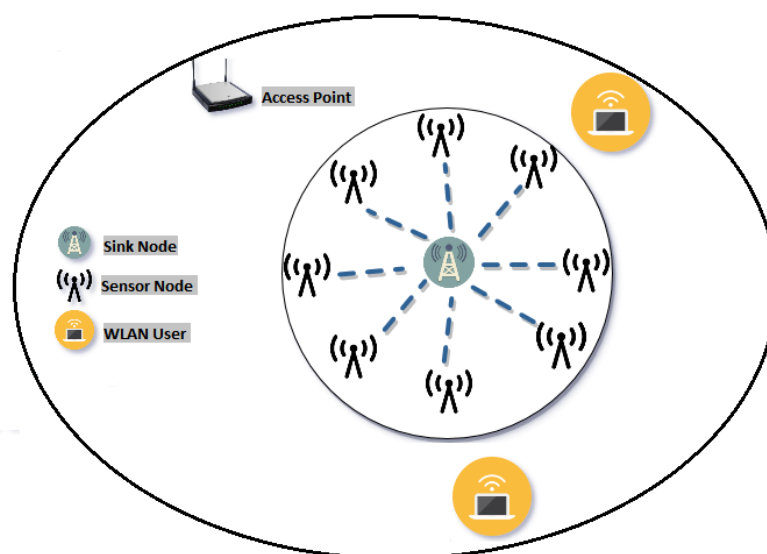 Access Point
Sink Node
Sensor Node
WLAN User